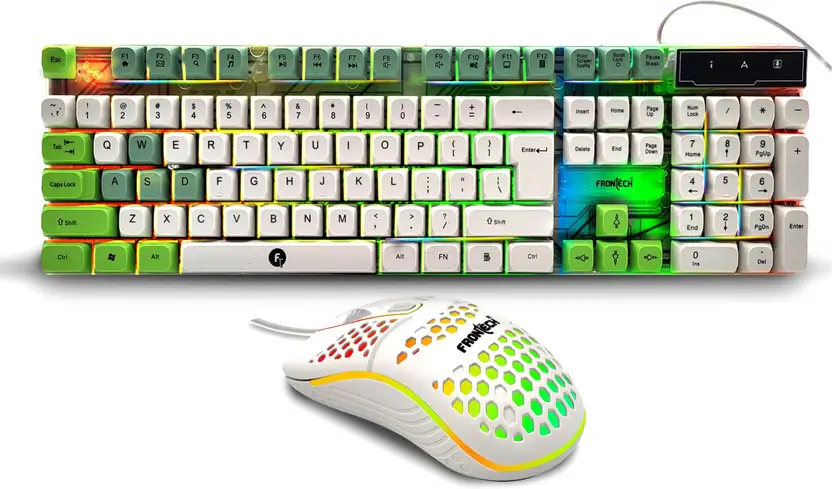 Esc F1 F2 F3 F4 F5 F6 F7 F8 F9 F10 F11 F12 Print Screen SysRq Scroll Lock Pause Break
~ ` ! 1 @ 2 # 3 $ 4 % 5 ^ 6 & 7 * 8 ( 9 ) 0 _ - + = ← Insert Home Page Up Num Lock / * −
Tab Q W E R T Y U I O P { [ } ] Enter Delete End Page Down 7 Home 8 9 PgUp +
Caps Lock A S D F G H J K L : ; " ' | \ FRONTECH 4 ← 5 6 →
⇧ Shift Z X C V B N M < , > . ? / ⇧ Shift 1 End 2 ↓ 3 PgDn Enter
Ctrl Alt F Alt FN Ctrl 0 Ins . Del
FRONTECH